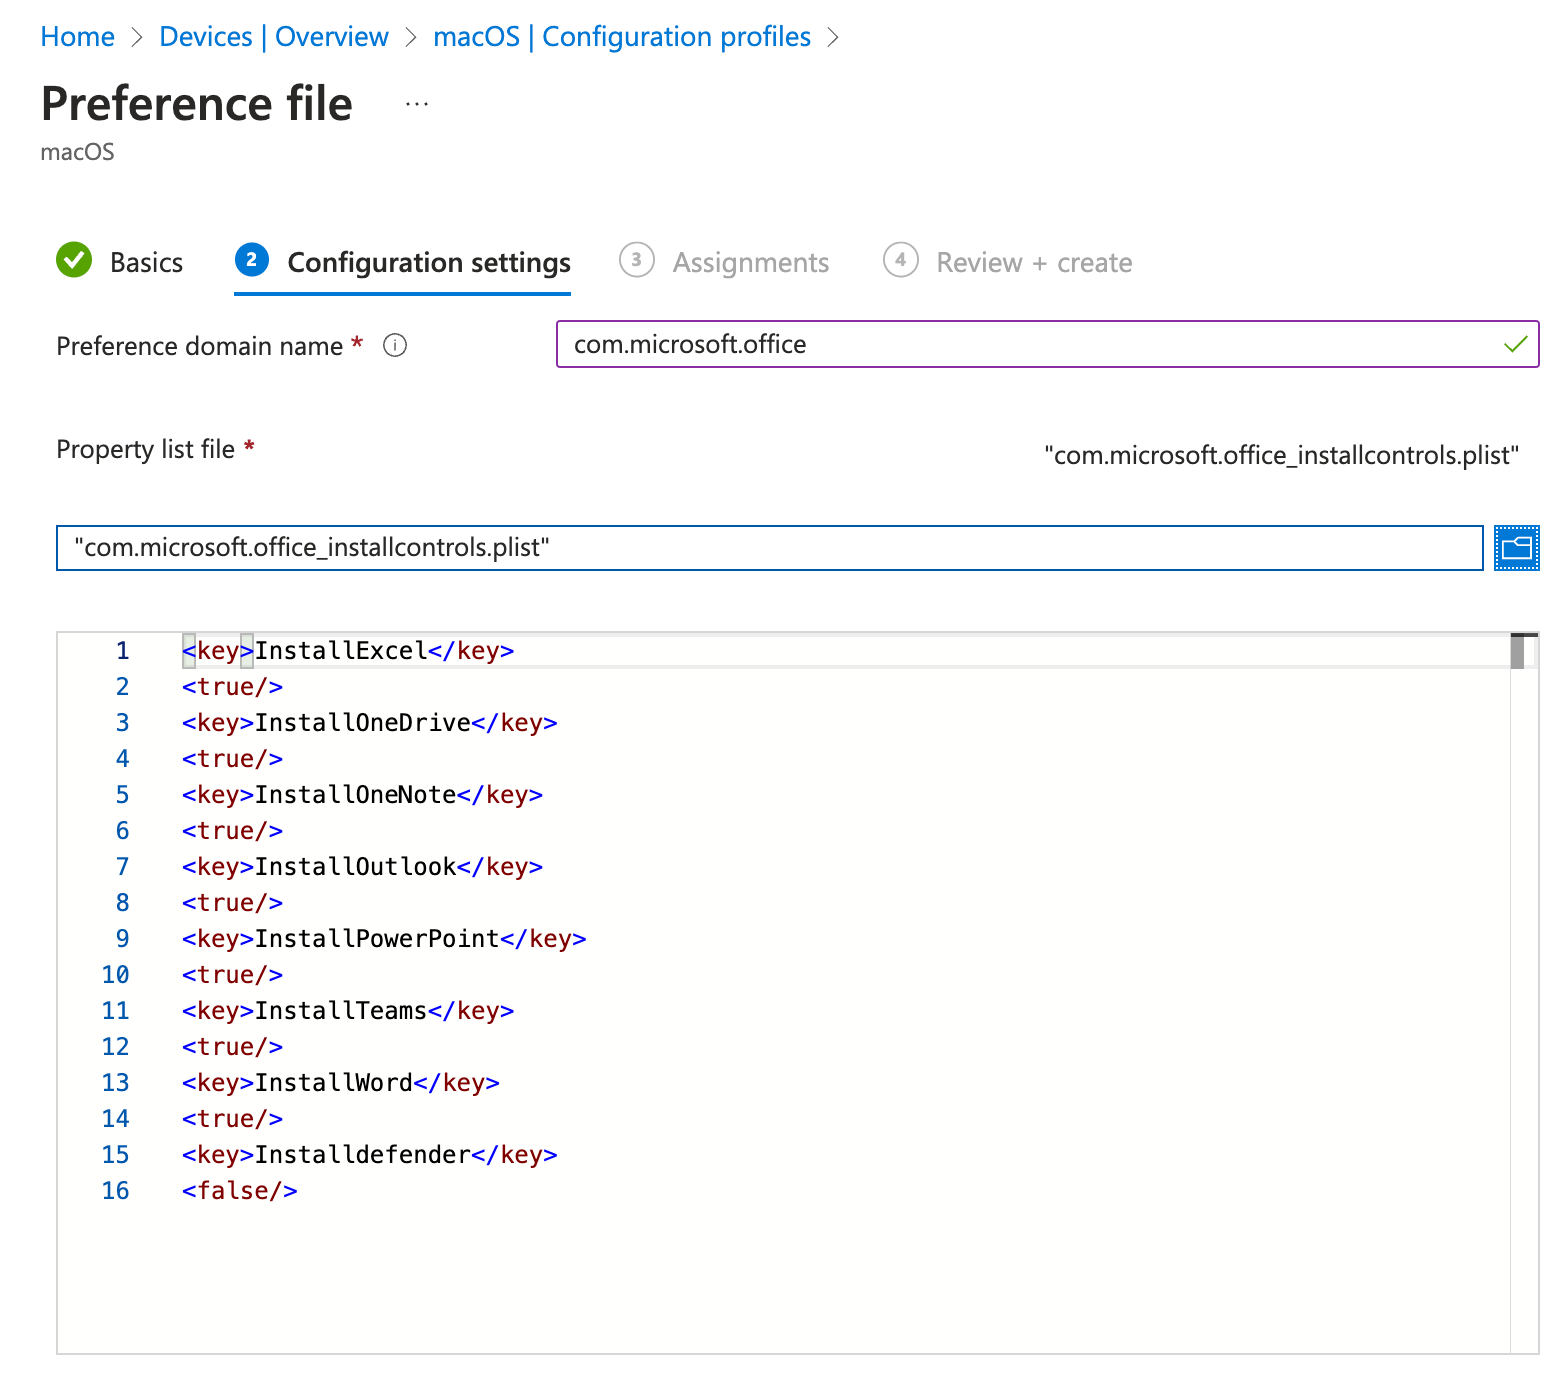 Home > Devices | Overview > macOS | Configuration profiles >
Preference file ...
macOS
Basics 2 Configuration settings 3 Assignments 4 Review + create
Preference domain name * i com.microsoft.office
Property list file * "com.microsoft.office_installcontrols.plist"
"com.microsoft.office_installcontrols.plist"
1 <key>InstallExcel</key>
2 <true/>
3 <key>InstallOneDrive</key>
4 <true/>
5 <key>InstallOneNote</key>
6 <true/>
7 <key>InstallOutlook</key>
8 <true/>
9 <key>InstallPowerPoint</key>
10 <true/>
11 <key>InstallTeams</key>
12 <true/>
13 <key>InstallWord</key>
14 <true/>
15 <key>Installdefender</key>
16 <false/>